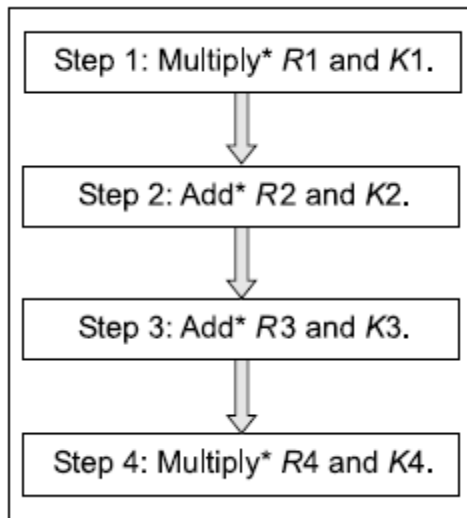 Step 1: Multiply* R1 and K1.
Step 2: Add* R2 and K2.
Step 3: Add* R3 and K3.
Step 4: Multiply* R4 and K4.